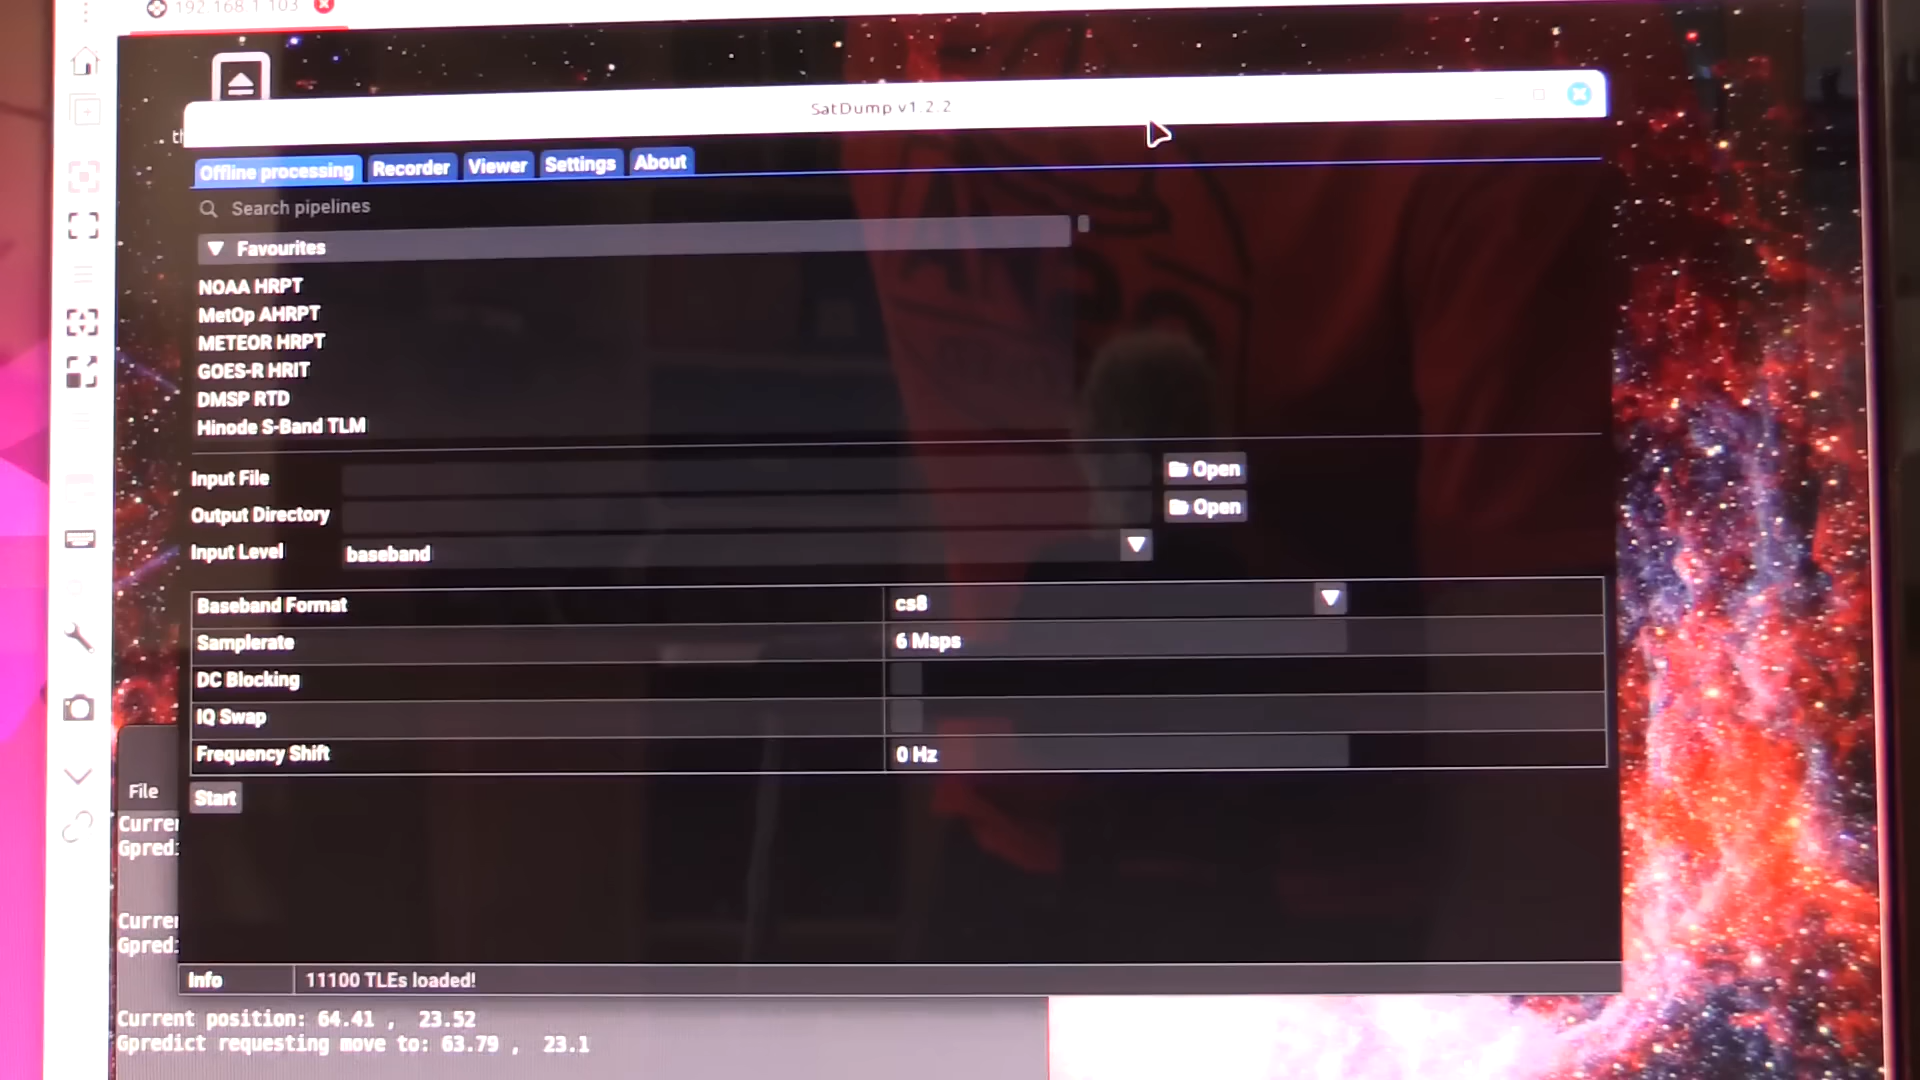 192.168.1.103
SatDump v1.2.2
Offline processing Recorder Viewer Settings About
Search pipelines
Favourites
NOAA HRPT
MetOp AHRPT
METEOR HRPT
GOES-R HRIT
DMSP RTD
Hinode S-Band TLM
Input File Open
Output Directory Open
Input Level baseband
Baseband Format cs8
Samplerate 6 Msps
DC Blocking
IQ Swap
Frequency Shift 0 Hz
File
Start
Info 11100 TLEs loaded!
Current position: 64.41 , 23.52
Gpredict requesting move to: 63.79 , 23.1